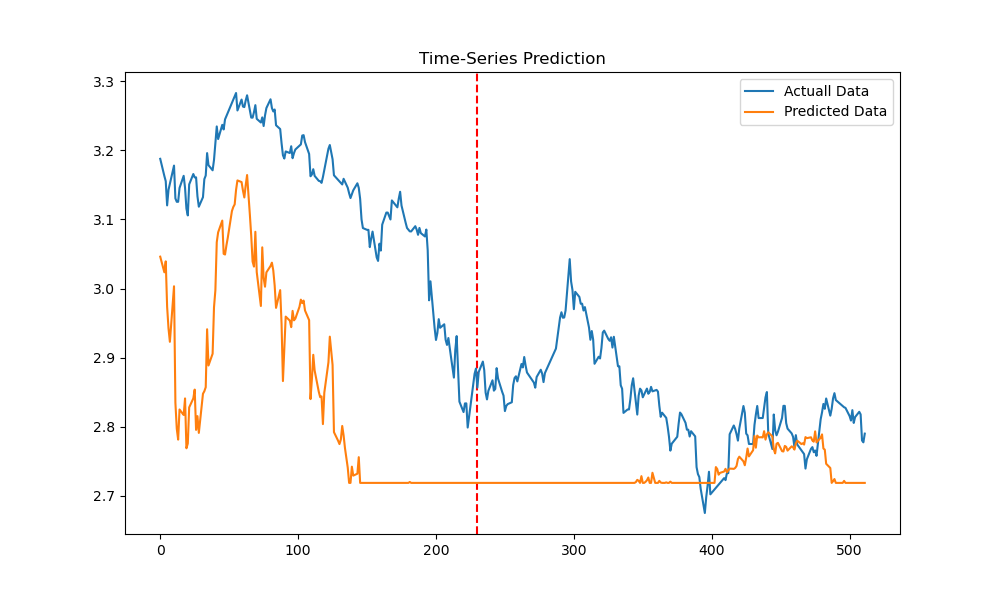 Time-Series Prediction
Actuall Data
Predicted Data
3.3
3.2
3.1
3.0
2.9
2.8
2.7
0 100 200 300 400 500